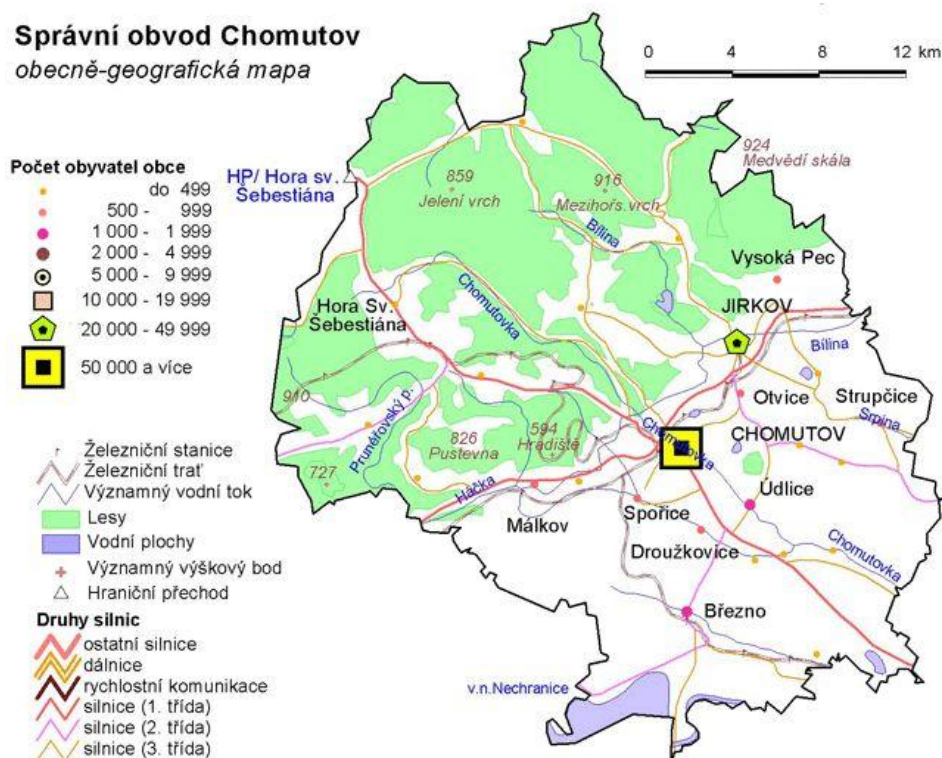 Správní obvod Chomutov
obecně-geografická mapa
0 4 8 12 km
Počet obyvatel obce
do 499
500 - 999
1 000 - 1 999
2 000 - 4 999
5 000 - 9 999
10 000 - 19 999
20 000 - 49 999
50 000 a více
Železniční stanice
Železniční trať
Významný vodní tok
Lesy
Vodní plochy
Významný výškový bod
Hraniční přechod
Druhy silnic
ostatní silnice
dálnice
rychlostní komunikace
silnice (1. třída)
silnice (2. třída)
silnice (3. třída)
HP/ Hora sv.
Šebestiána
859
Jelení vrch
916
Mezihořs. vrch
924
Medvědí skála
Bílina
Vysoká Pec
Chomutovka
Hora Sv.
Šebestiána
JIRKOV
Bílina
910
Prunéřovský p.
Otvice
Strupčice
Srpina
594
Hradiště
826
Pustevna
CHOMUTOV
Chomutovka
727
Hačka
Málkov
Spořice
Údlice
Droužkovice
Chomutovka
Březno
v.n.Nechranice